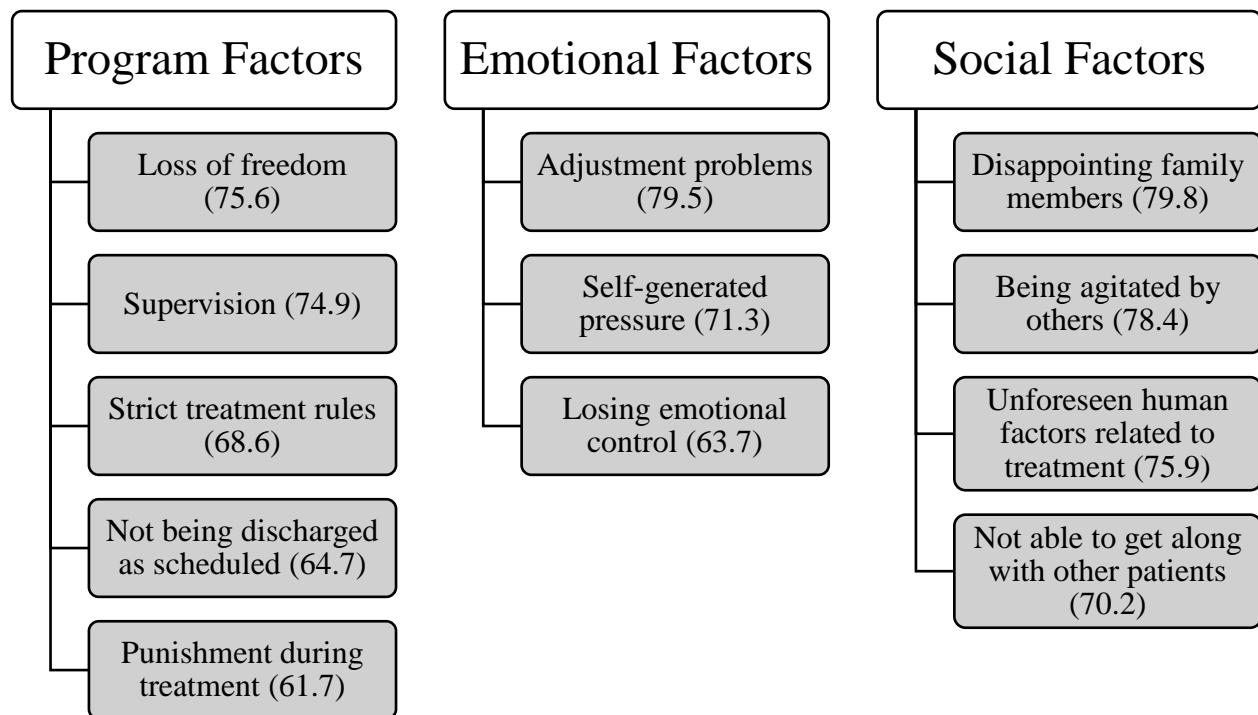 Program Factors
Loss of freedom
(75.6)
Supervision (74.9)
Strict treatment rules
(68.6)
Not being discharged
as scheduled (64.7)
Punishment during
treatment (61.7)
Emotional Factors
Adjustment problems
(79.5)
Self-generated
pressure (71.3)
Losing emotional
control (63.7)
Social Factors
Disappointing family
members (79.8)
Being agitated by
others (78.4)
Unforeseen human
factors related to
treatment (75.9)
Not able to get along
with other patients
(70.2)